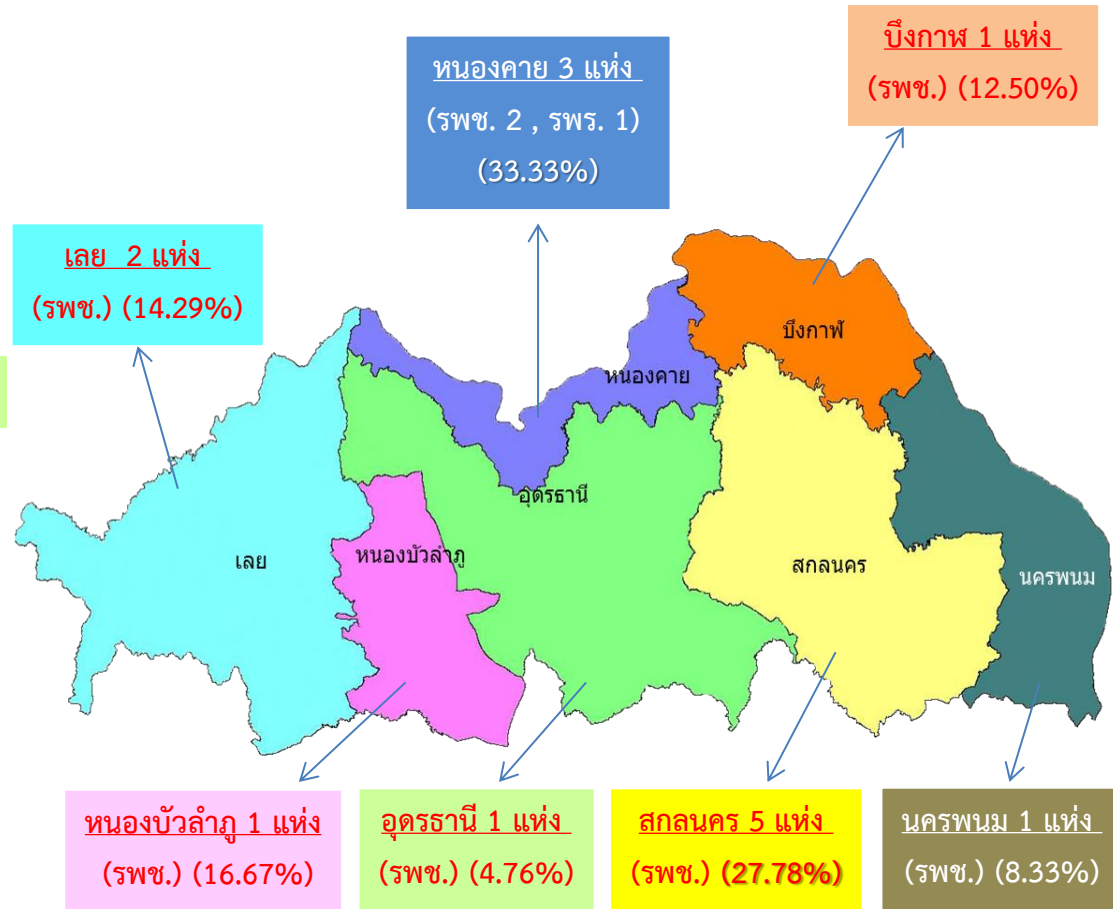 บึงกาฬ 1 แห่ง
(รพช.) (12.50%)
หนองคาย 3 แห่ง
(รพช. 2 , รพร. 1)
(33.33%)
เลย 2 แห่ง
(รพช.) (14.29%)
บึงกาฬ
หนองคาย
อุดรธานี
เลย
หนองบัวลำภู
สกลนคร
นครพนม
หนองบัวลำภู 1 แห่ง
(รพช.) (16.67%)
อุดรธานี 1 แห่ง
(รพช.) (4.76%)
สกลนคร 5 แห่ง
(รพช.) (27.78%)
นครพนม 1 แห่ง
(รพช.) (8.33%)